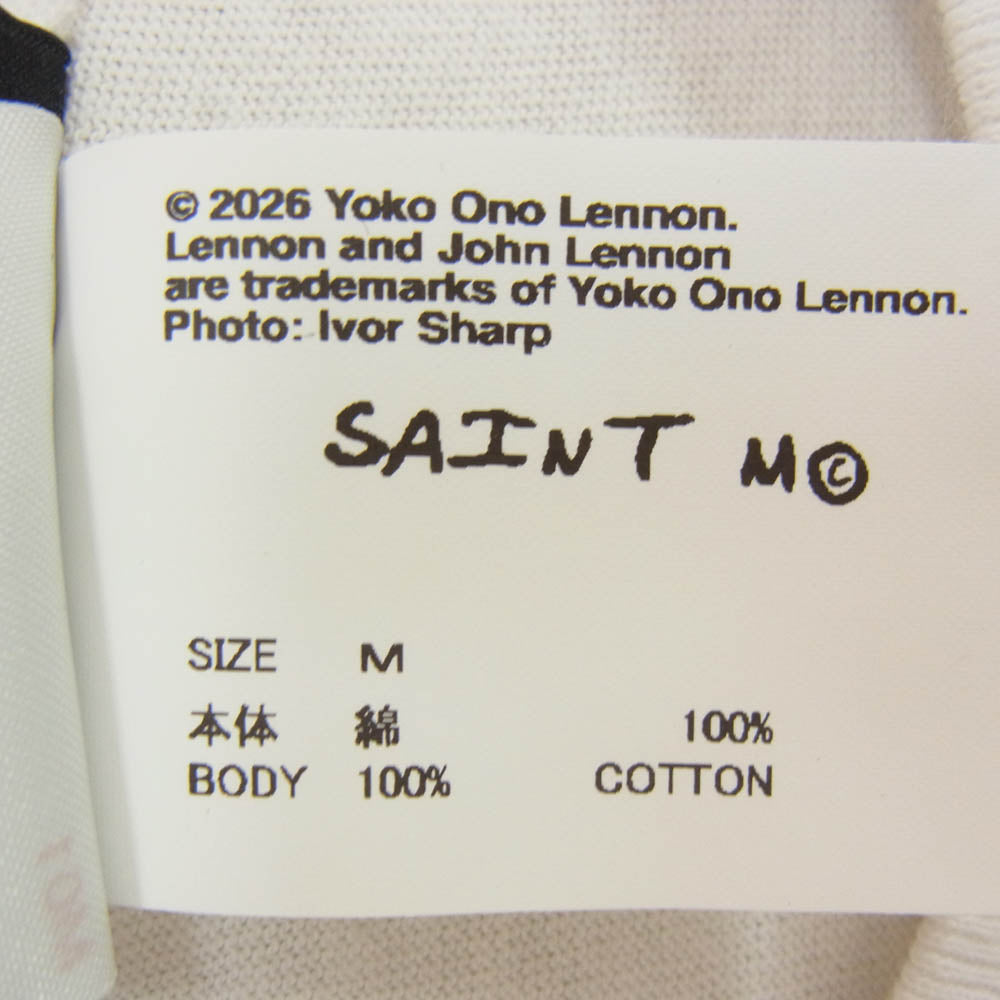 © 2026 Yoko Ono Lennon.
Lennon and John Lennon
are trademarks of Yoko Ono Lennon.
Photo: Ivor Sharp
SAINT M©
SIZE M
本体 綿 100%
BODY 100% COTTON